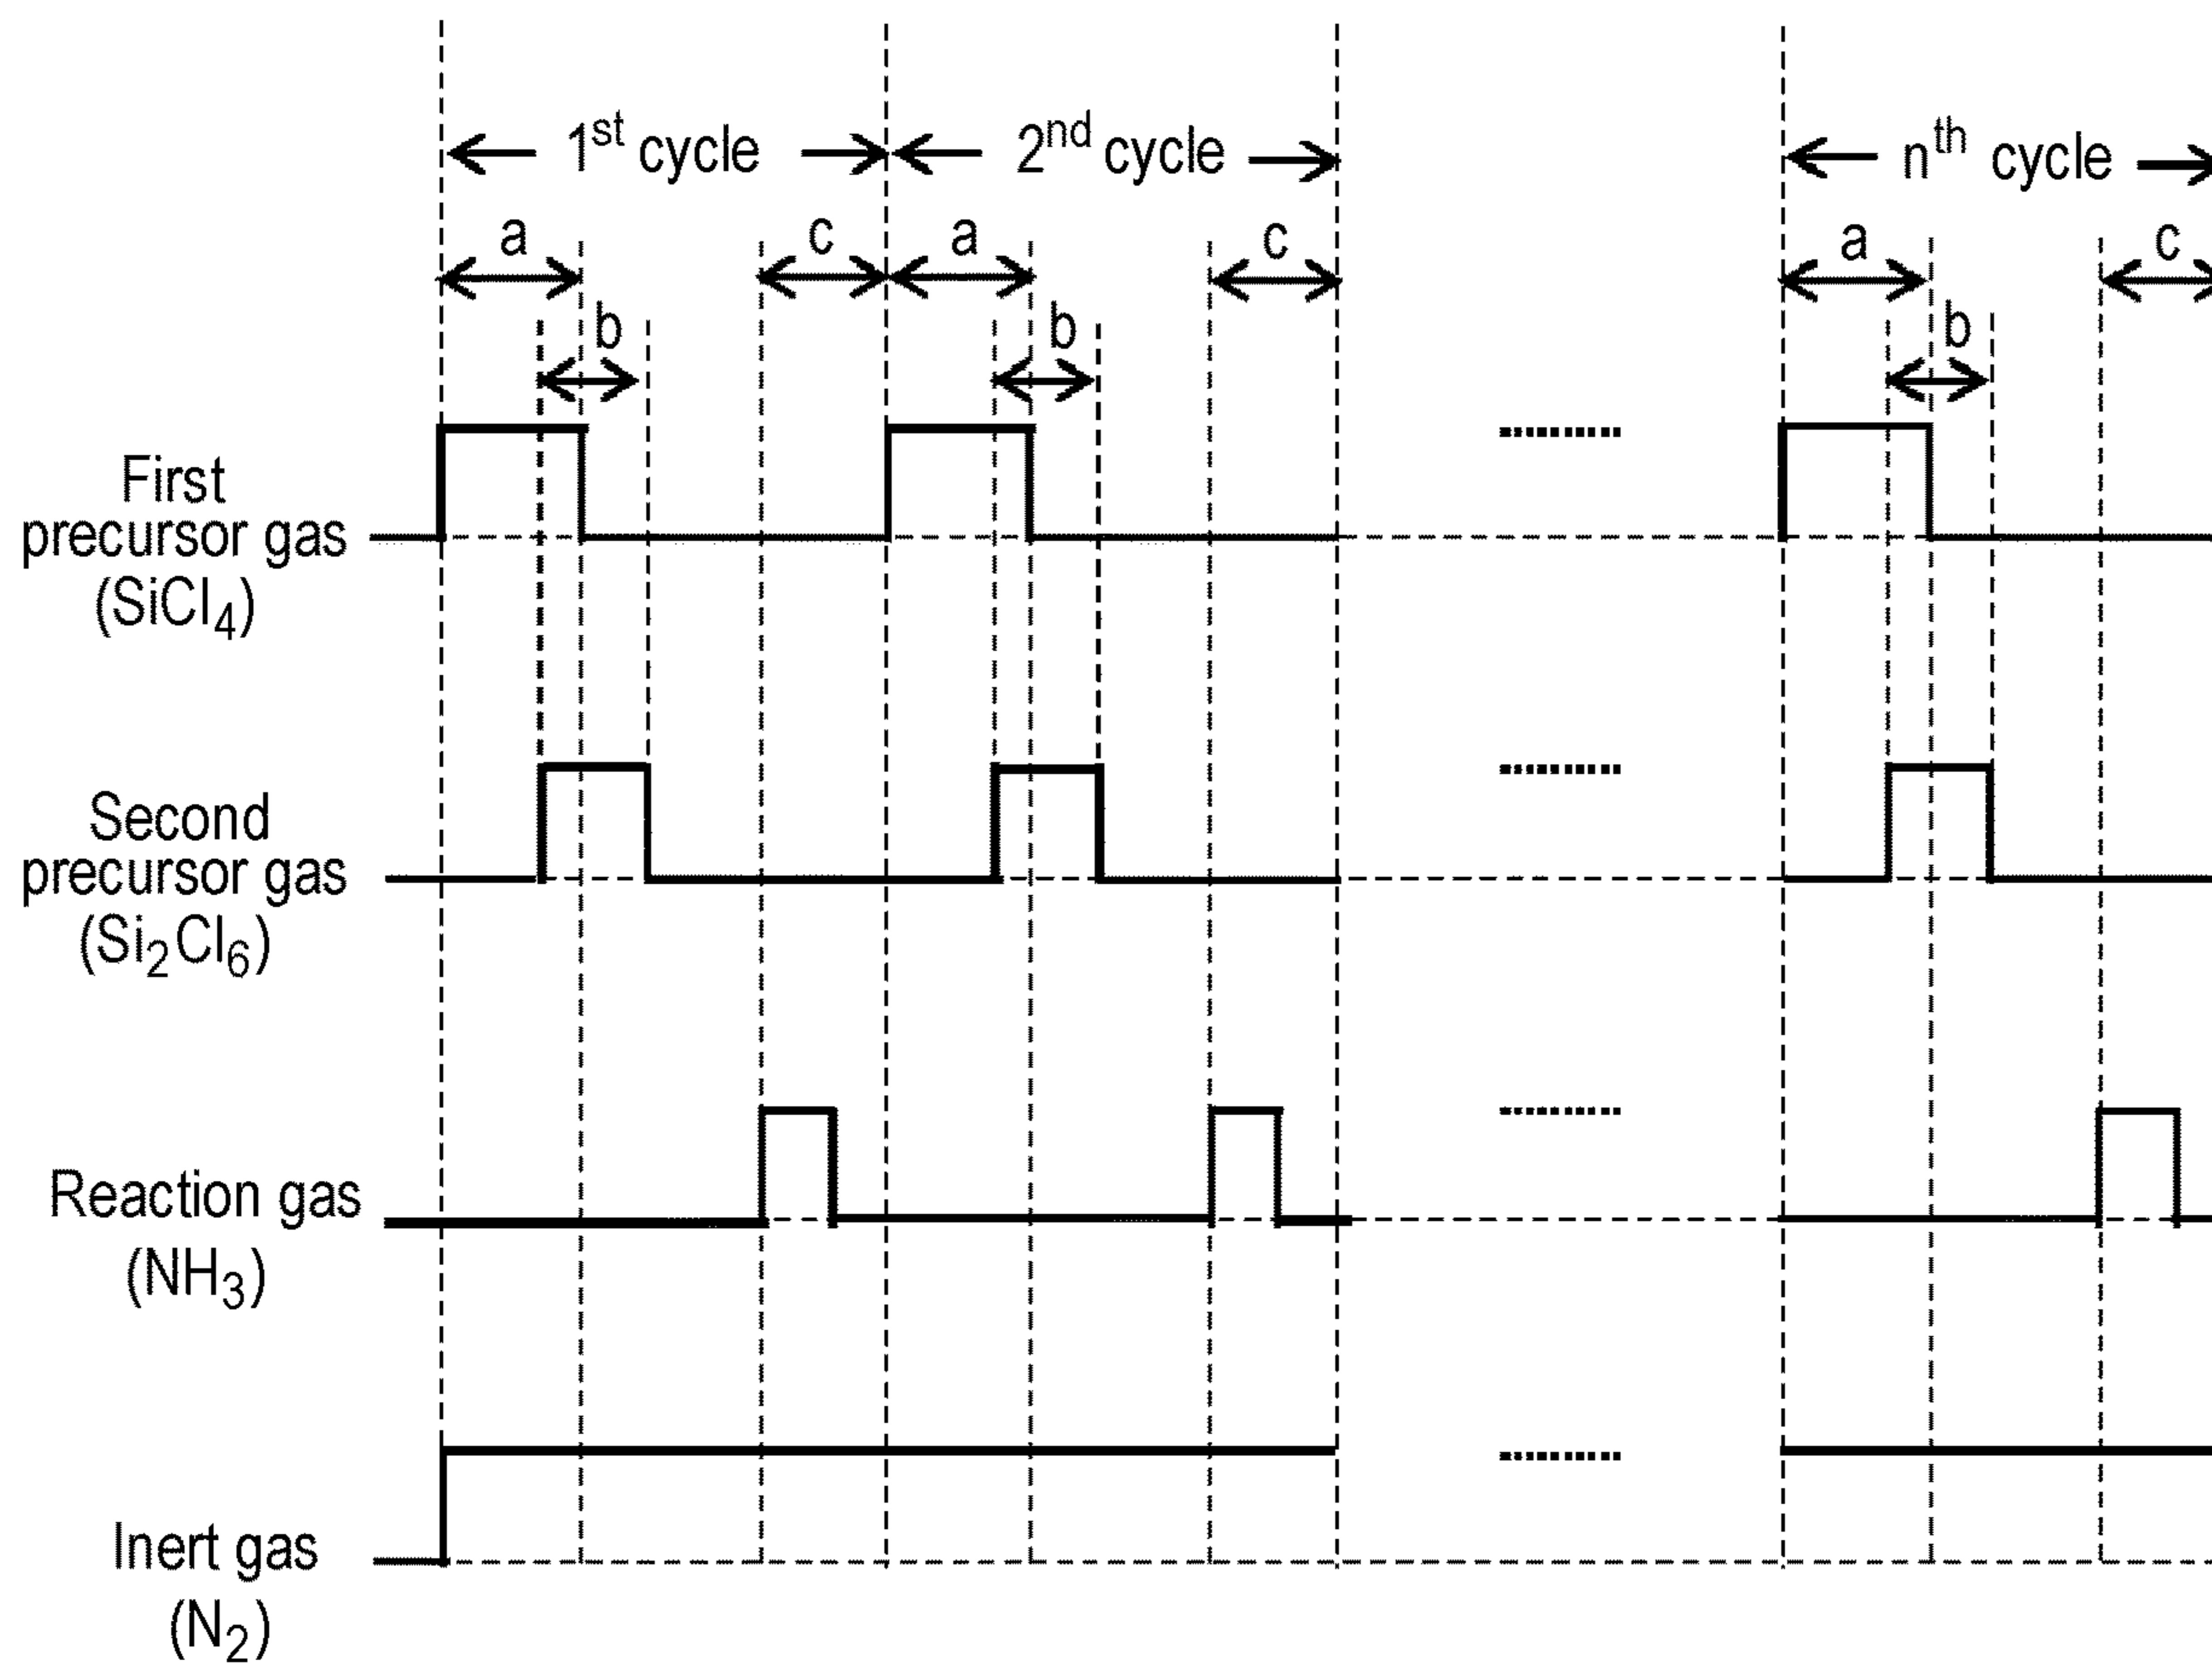 1st cycle 2nd cycle nth cycle
a c a c a c
b b b
First
precursor gas
(SiCl4)
Second
precursor gas
(Si2Cl6)
Reaction gas
(NH3)
Inert gas
(N2)